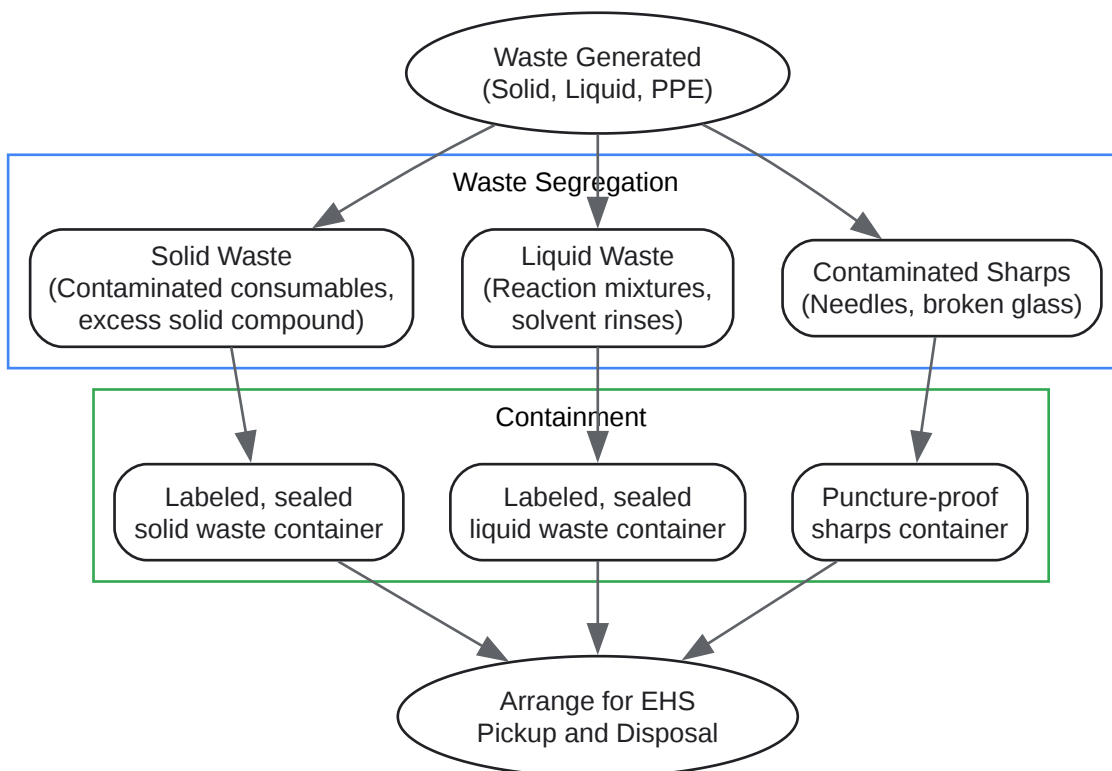 Waste Generated
(Solid, Liquid, PPE)
Waste Segregation
Solid Waste
(Contaminated consumables,
excess solid compound)
Liquid Waste
(Reaction mixtures,
solvent rinses)
Contaminated Sharps
(Needles, broken glass)
Containment
Labeled, sealed
solid waste container
Labeled, sealed
liquid waste container
Puncture-proof
sharps container
Arrange for EHS
Pickup and Disposal